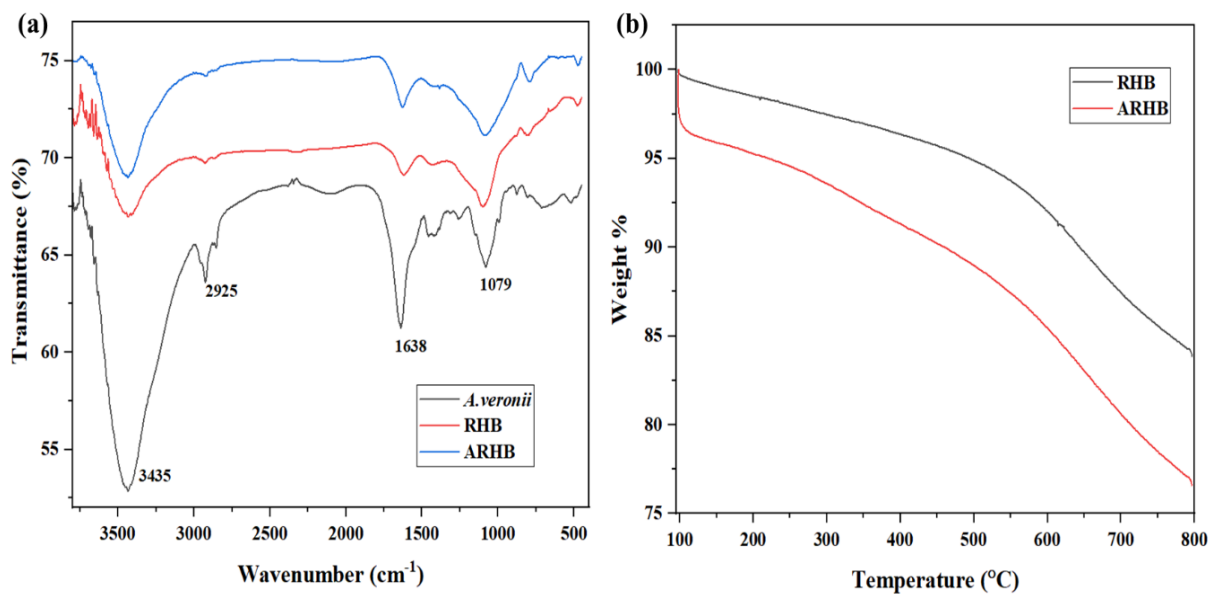 (a)
Transmittance (%)
75
70
65
60
55
2925
1079
1638
3435
A.veronii
RHB
ARHB
3500 3000 2500 2000 1500 1000 500
Wavenumber (cm⁻¹)
(b)
Weight %
100
95
90
85
80
75
RHB
ARHB
100 200 300 400 500 600 700 800
Temperature (°C)